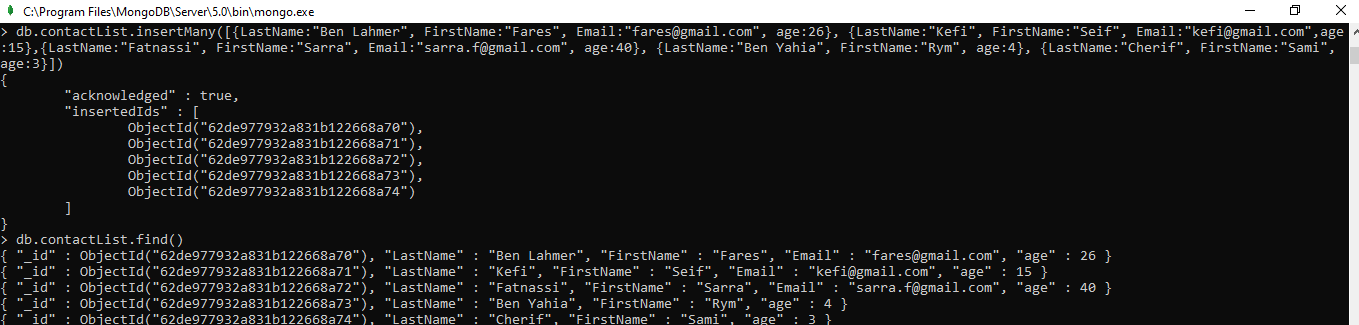 C:\Program Files\MongoDB\Server\5.0\bin\mongo.exe
> db.contactList.insertMany([{LastName:"Ben Lahmer", FirstName:"Fares", Email:"fares@gmail.com", age:26}, {LastName:"Kefi", FirstName:"Seif", Email:"kefi@gmail.com",age
:15},{LastName:"Fatnassi", FirstName:"Sarra", Email:"sarra.f@gmail.com", age:40}, {LastName:"Ben Yahia", FirstName:"Rym", age:4}, {LastName:"Cherif", FirstName:"Sami",
age:3}])
{
        "acknowledged" : true,
        "insertedIds" : [
                ObjectId("62de977932a831b122668a70"),
                ObjectId("62de977932a831b122668a71"),
                ObjectId("62de977932a831b122668a72"),
                ObjectId("62de977932a831b122668a73"),
                ObjectId("62de977932a831b122668a74")
        ]
}
> db.contactList.find()
{ "_id" : ObjectId("62de977932a831b122668a70"), "LastName" : "Ben Lahmer", "FirstName" : "Fares", "Email" : "fares@gmail.com", "age" : 26 }
{ "_id" : ObjectId("62de977932a831b122668a71"), "LastName" : "Kefi", "FirstName" : "Seif", "Email" : "kefi@gmail.com", "age" : 15 }
{ "_id" : ObjectId("62de977932a831b122668a72"), "LastName" : "Fatnassi", "FirstName" : "Sarra", "Email" : "sarra.f@gmail.com", "age" : 40 }
{ "_id" : ObjectId("62de977932a831b122668a73"), "LastName" : "Ben Yahia", "FirstName" : "Rym", "age" : 4 }
{ "_id" : ObjectId("62de977932a831b122668a74"), "LastName" : "Cherif", "FirstName" : "Sami", "age" : 3 }